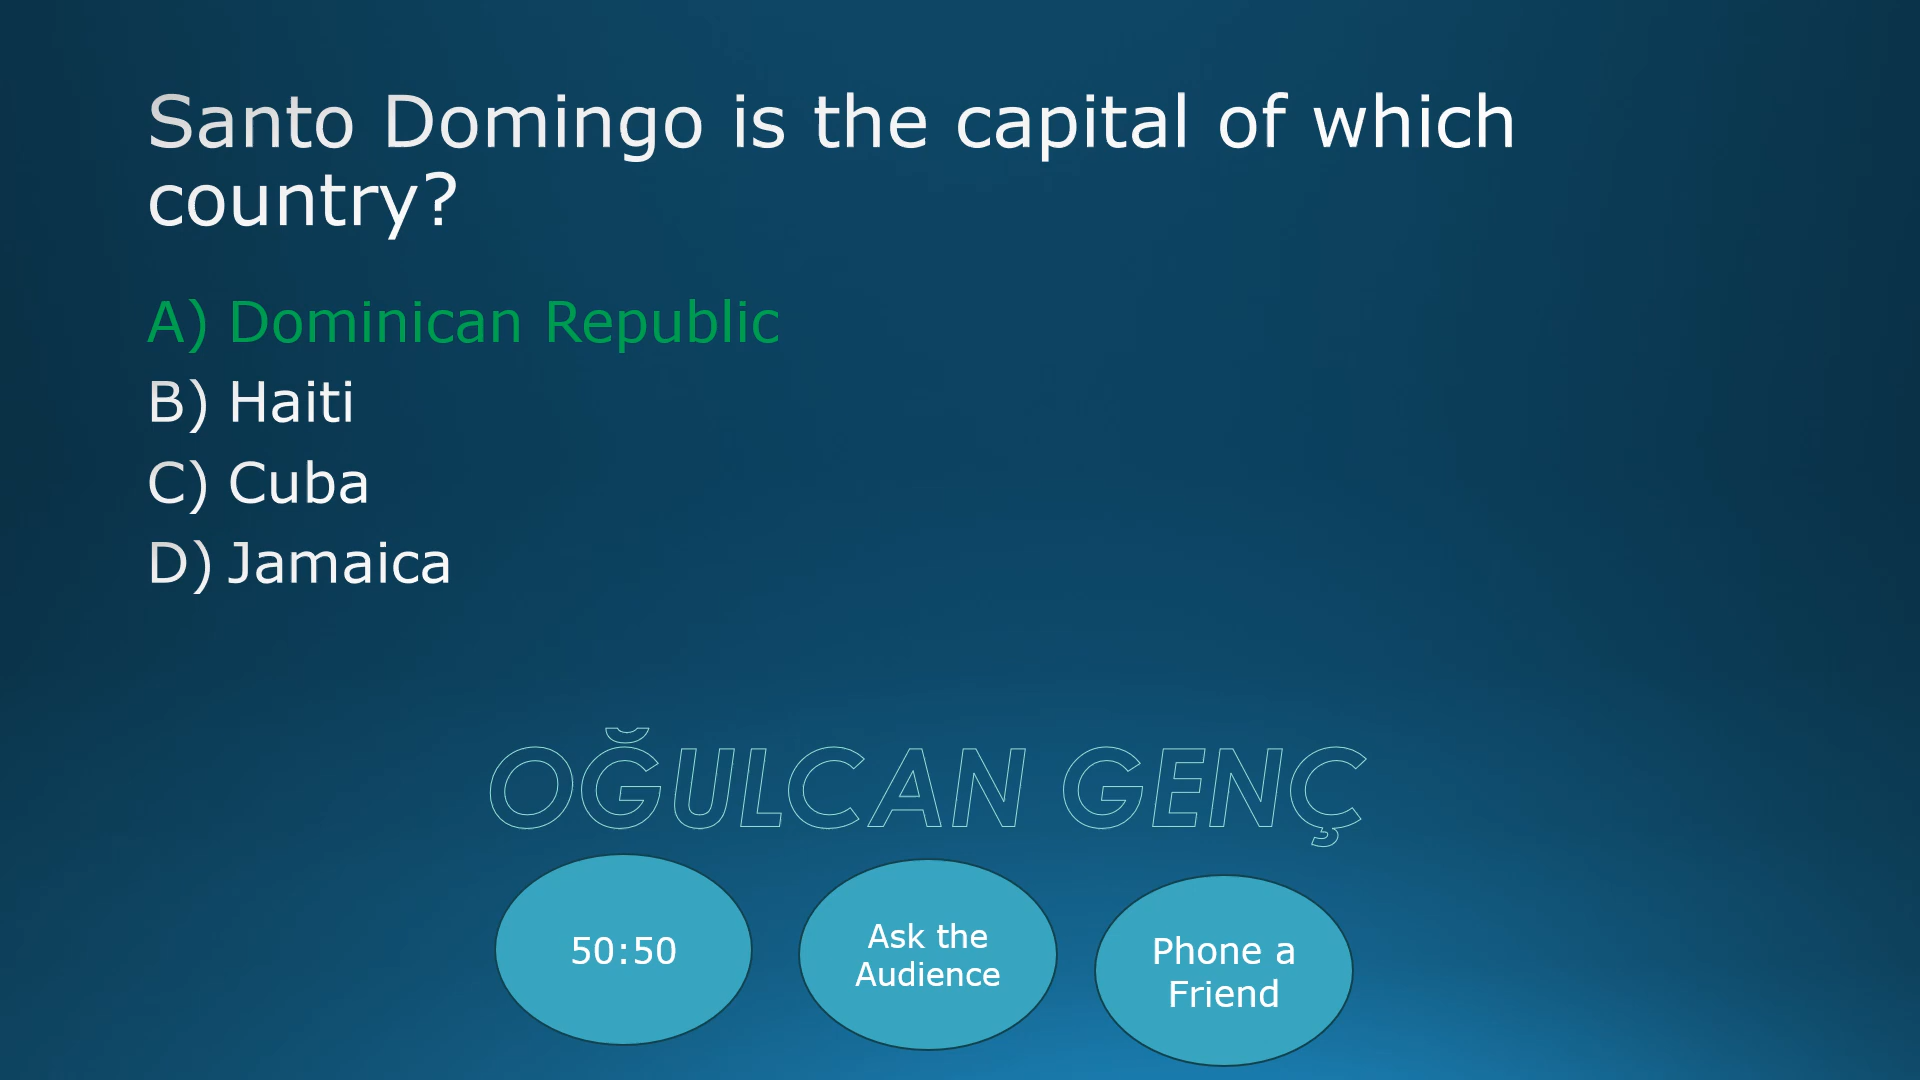 Santo Domingo is the capital of which
country?
A) Dominican Republic
B) Haiti
C) Cuba
D) Jamaica
OĞULCAN GENÇ
50:50
Ask the
Audience
Phone a
Friend